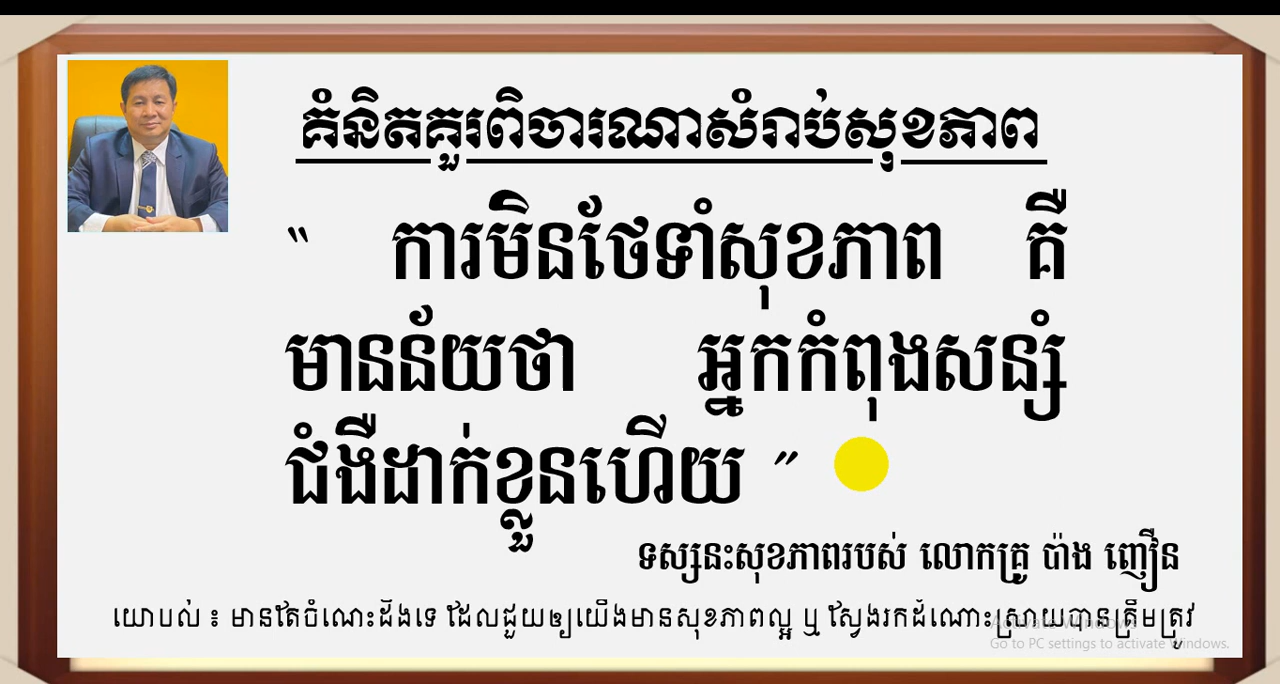 គំនិតគួរពិចារណាសំរាប់សុខភាព
“ ការមិនថែទាំសុខភាព គឺ
មានន័យថា អ្នកកំពុងសន្សំ
ជំងឺដាក់ខ្លួនហើយ ”
ទស្សនះសុខភាពរបស់ លោកគ្រូ ប៉ាង ញឿន
យោបល់ ៖ មានតែចំណេះដឹងទេ ដែលជួយឲ្យយើងមានសុខភាពល្អ ឬ ស្វែងរកដំណោះស្រាយបានត្រឹមត្រូវ
Activate Windows
Go to PC settings to activate Windows.